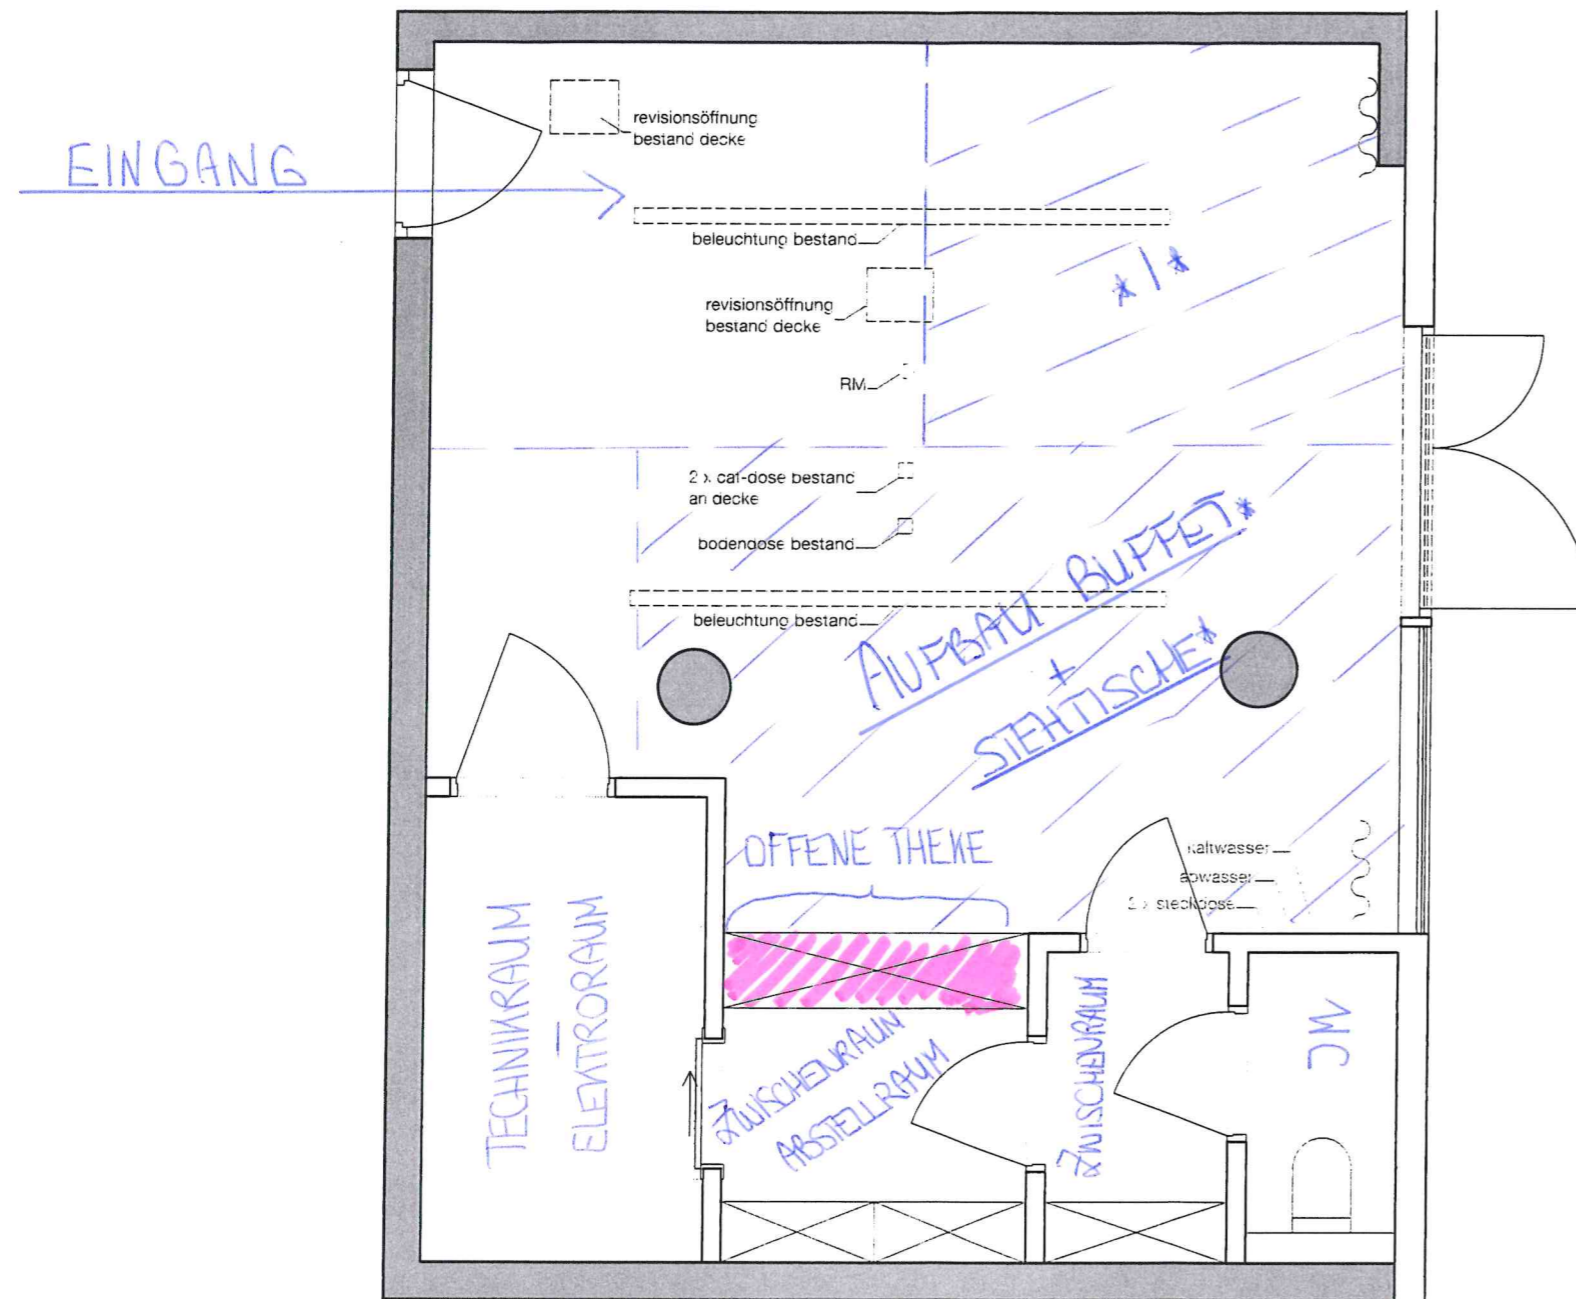 revisionsöffnung
bestand decke
EINGANG
beleuchtung bestand
* / *
revisionsöffnung
bestand decke
RM
2 x cat-dose bestand
an decke
bodendose bestand
AUFBAU BUFFET*
+
STEHTISCHE*
beleuchtung bestand
OFFENE THEKE
kaltwasser
abwasser
2 x steckdose
TECHNIKRAUM
ELEKTRORAUM
ZWISCHENRAUM
ABSTELLRAUM
ZWISCHENRAUM
WC